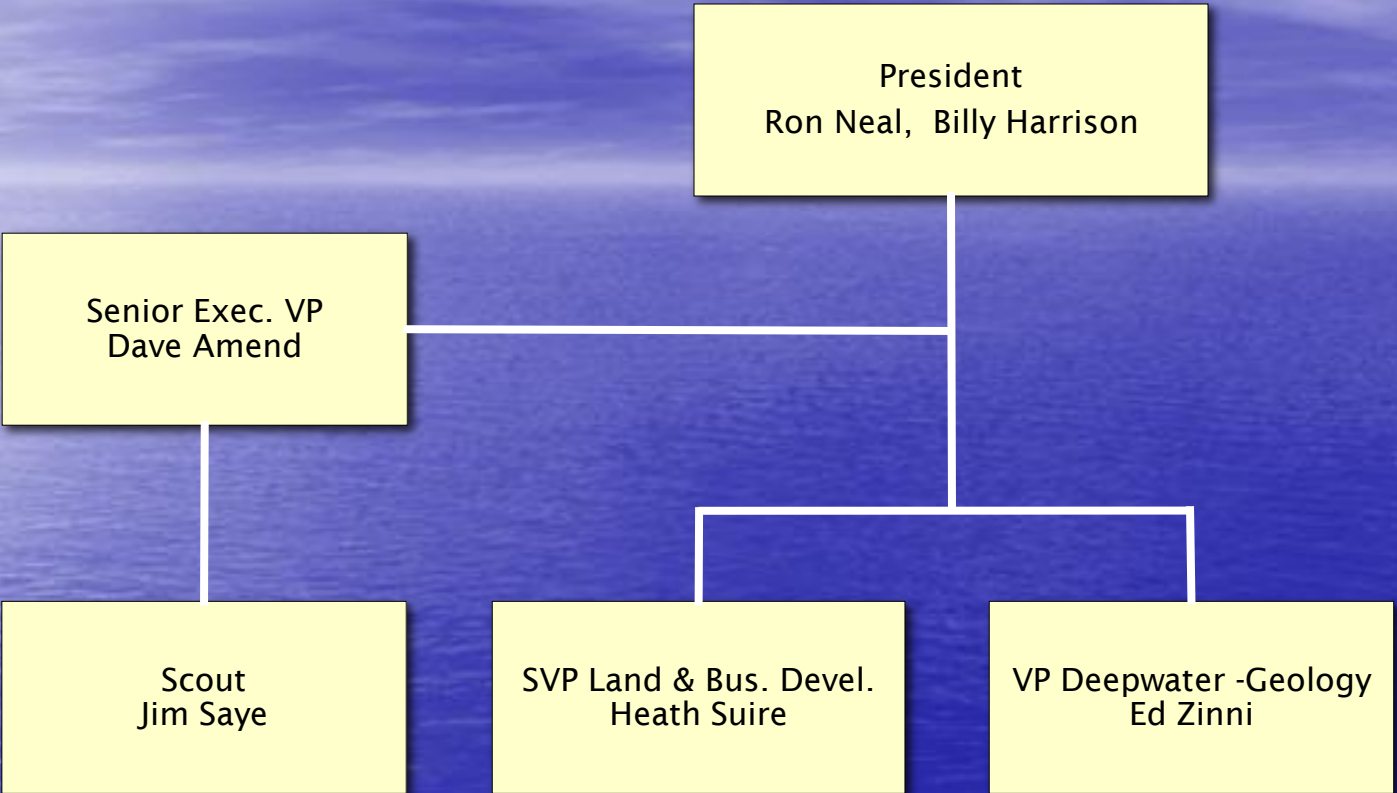 President
Ron Neal,  Billy Harrison
Senior Exec. VP
Dave Amend
Scout
Jim Saye
SVP Land & Bus. Devel.
Heath Suire
VP Deepwater -Geology
Ed Zinni